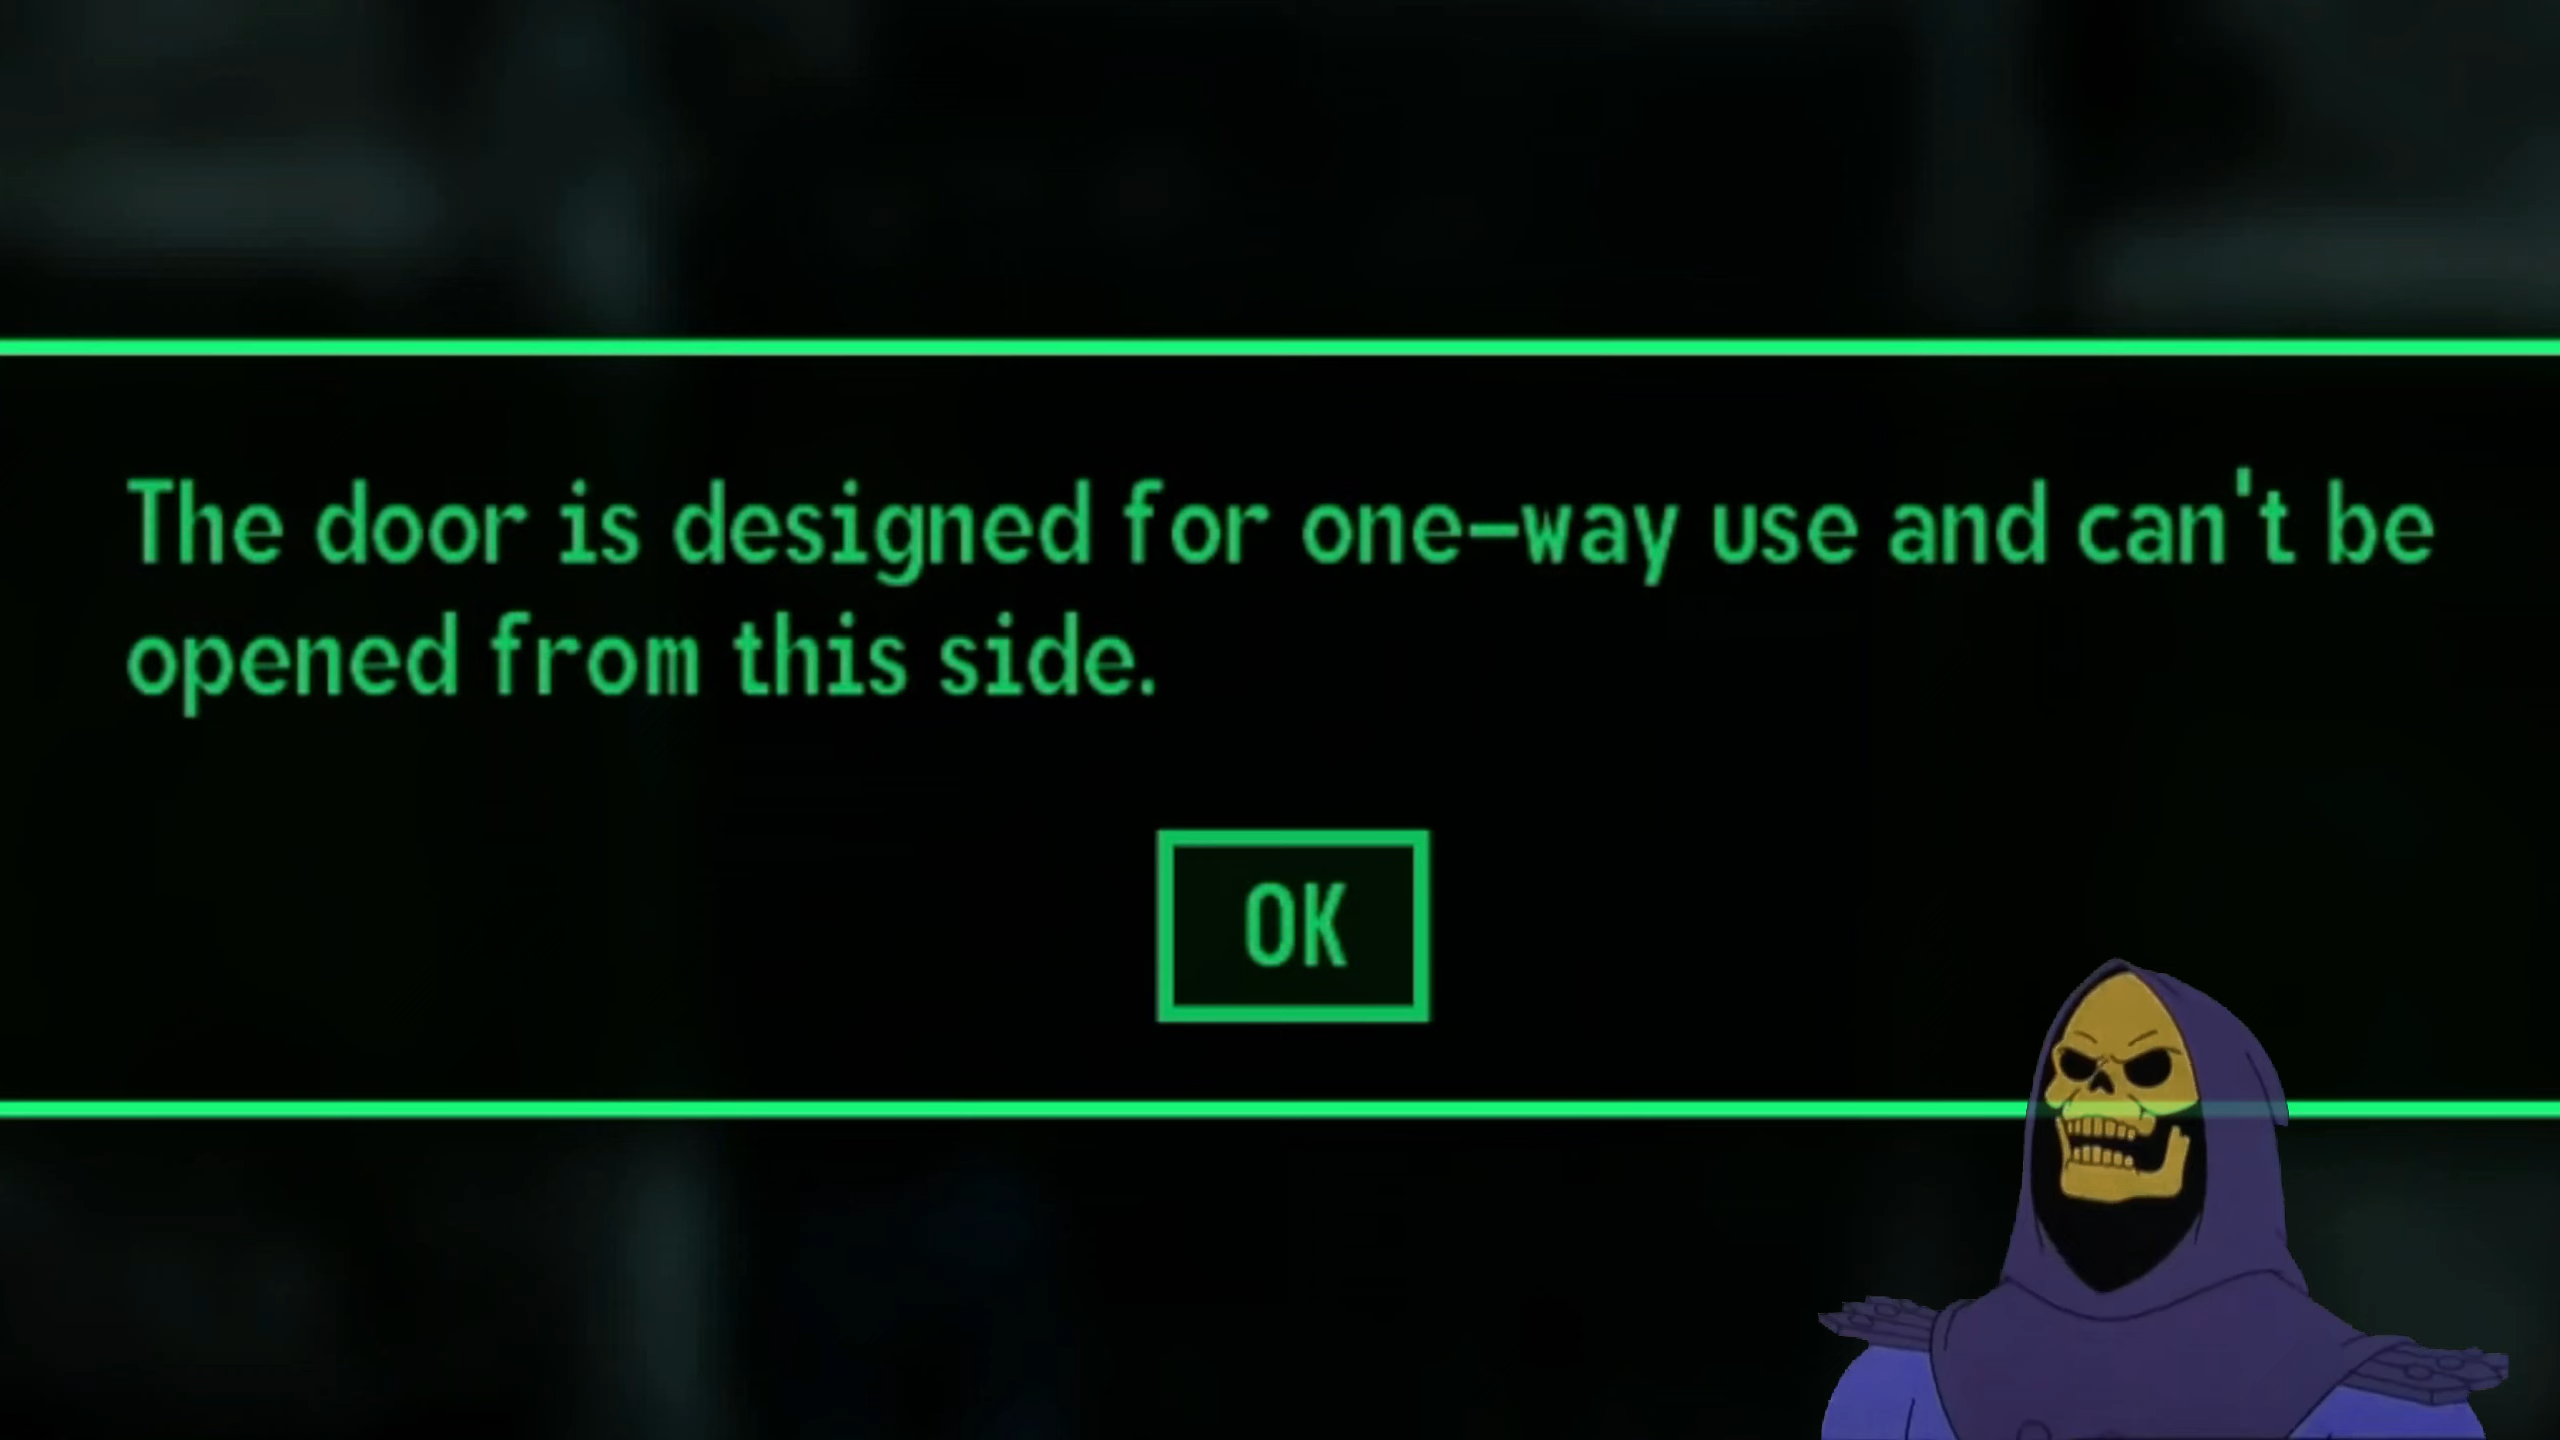 The door is designed for one-way use and can't be
opened from this side.
OK